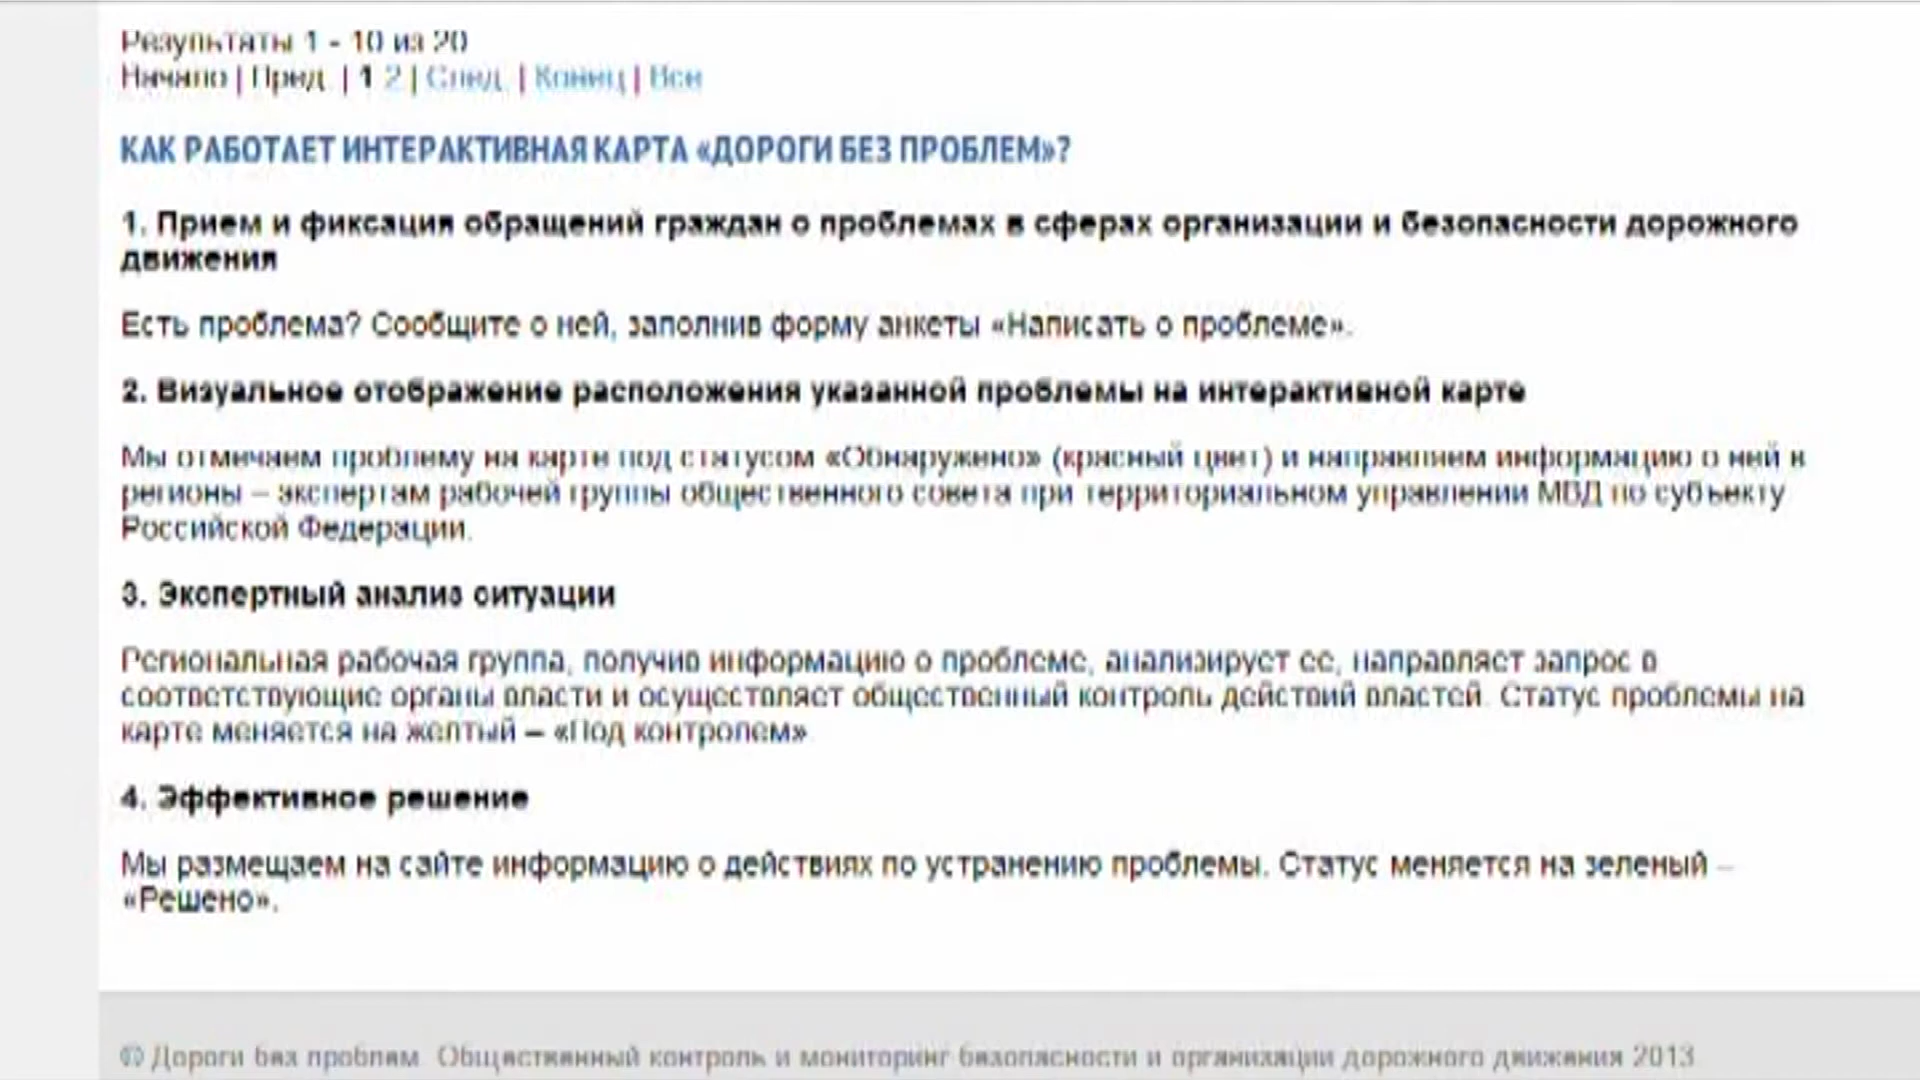 Результаты 1 - 10 из 20
Начало | Пред. | 1 2 | След. | Конец | Все
КАК РАБОТАЕТ ИНТЕРАКТИВНАЯ КАРТА «ДОРОГИ БЕЗ ПРОБЛЕМ»?
1. Прием и фиксация обращений граждан о проблемах в сферах организации и безопасности дорожного
движения
Есть проблема? Сообщите о ней, заполнив форму анкеты «Написать о проблеме».
2. Визуальное отображение расположения указанной проблемы на интерактивной карте
Мы отмечаем проблему на карте под статусом «Обнаружено» (красный цвет) и направляем информацию о ней в
регионы – экспертам рабочей группы общественного совета при территориальном управлении МВД по субъекту
Российской Федерации.
3. Экспертный анализ ситуации
Региональная рабочая группа, получив информацию о проблеме, анализирует ее, направляет запрос в
соответствующие органы власти и осуществляет общественный контроль действий властей. Статус проблемы на
карте меняется на желтый – «Под контролем»
4. Эффективное решение
Мы размещаем на сайте информацию о действиях по устранению проблемы. Статус меняется на зеленый –
«Решено».
© Дороги без проблем. Общественный контроль и мониторинг безопасности и организации дорожного движения 2013